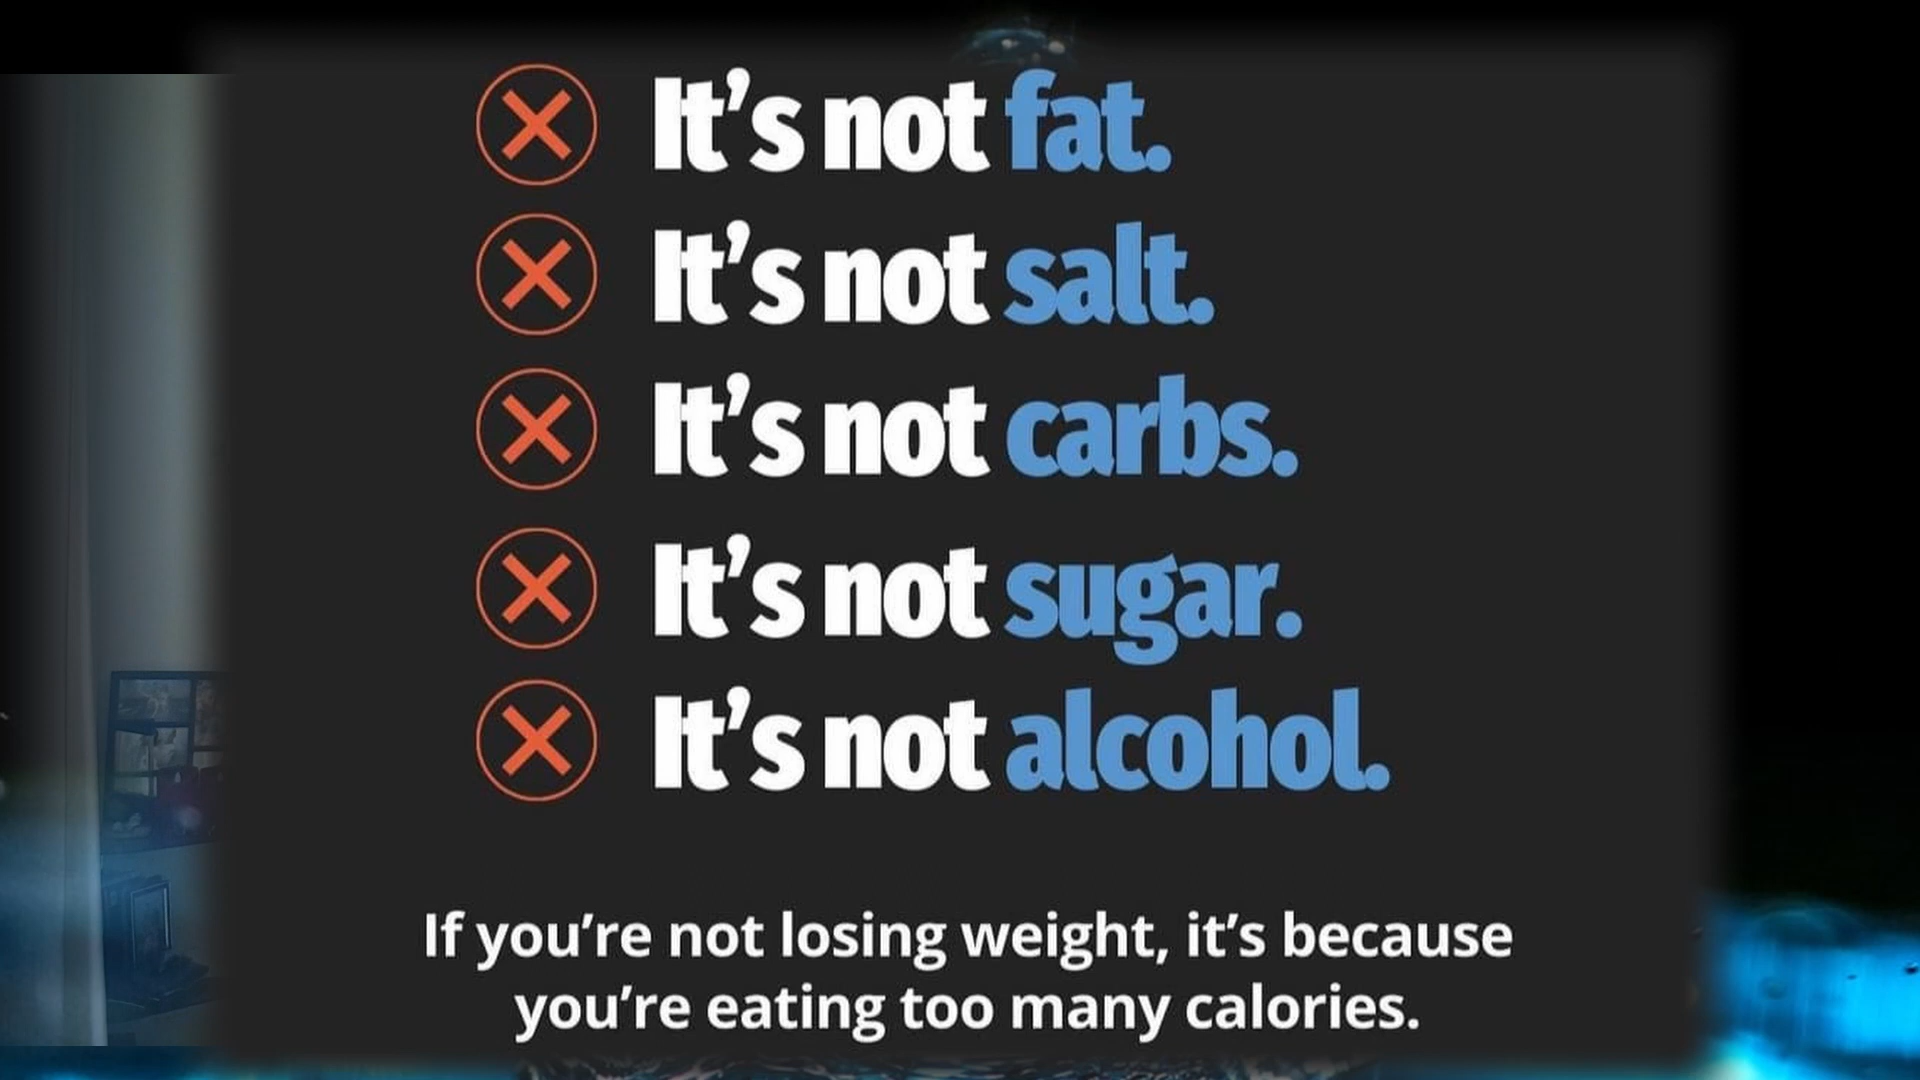 It’s not fat.
It’s not salt.
It’s not carbs.
It’s not sugar.
It’s not alcohol.
If you’re not losing weight, it’s because
you’re eating too many calories.